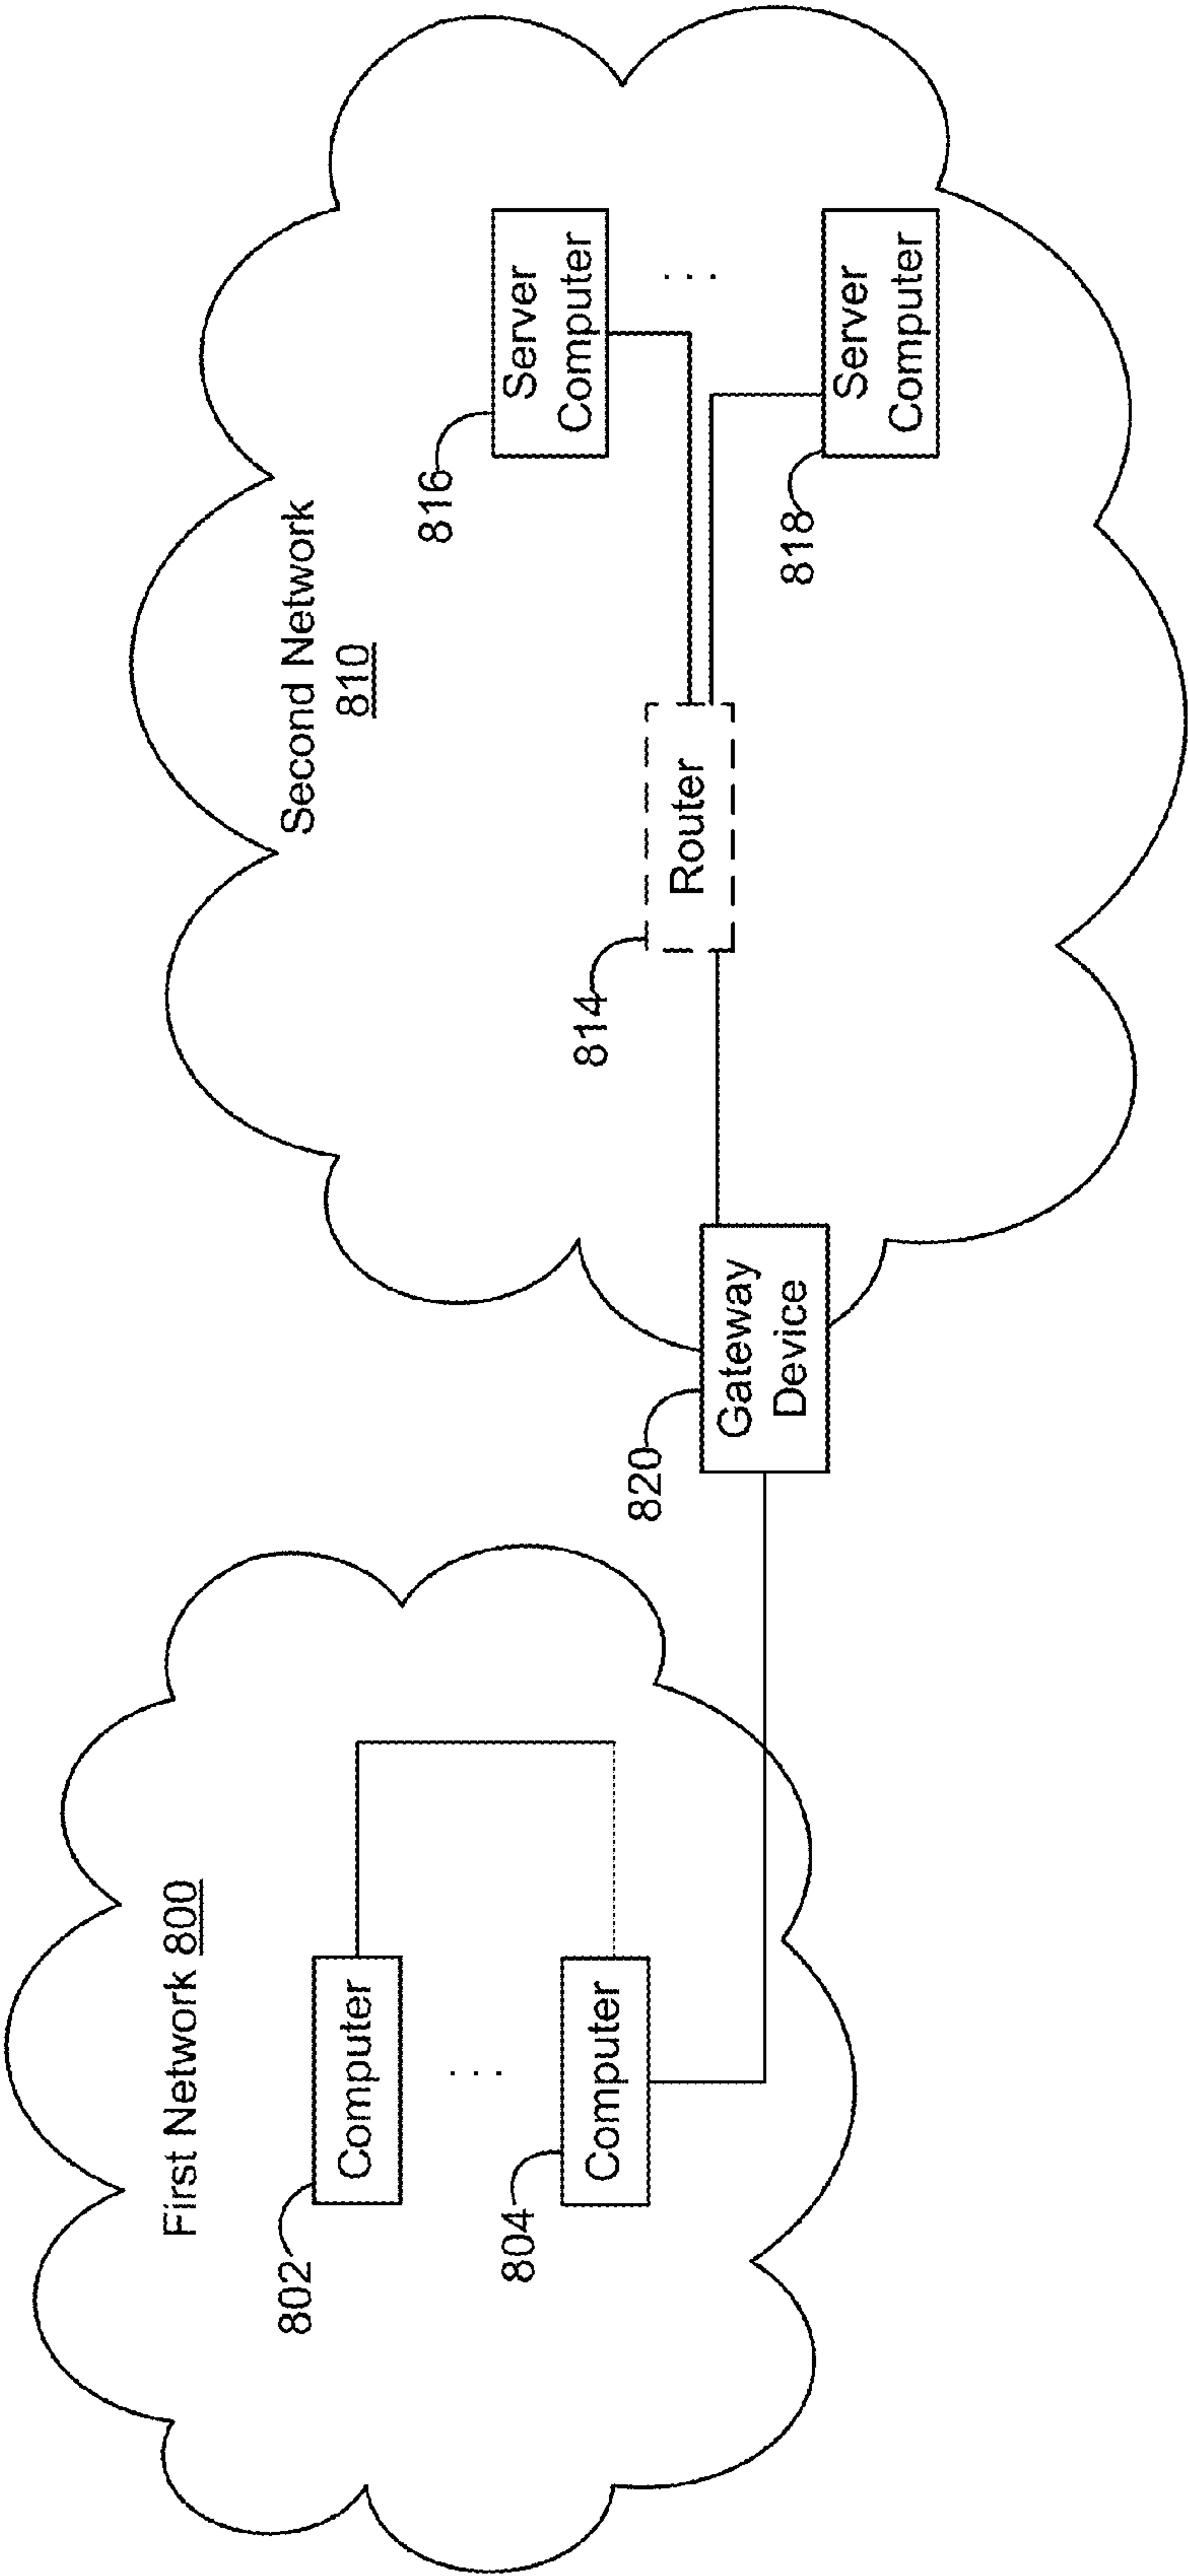 First Network 800
802
Computer
. . .
804
Computer
820
Gateway
Device
Second Network
810
814
Router
816
Server
Computer
. . .
818
Server
Computer